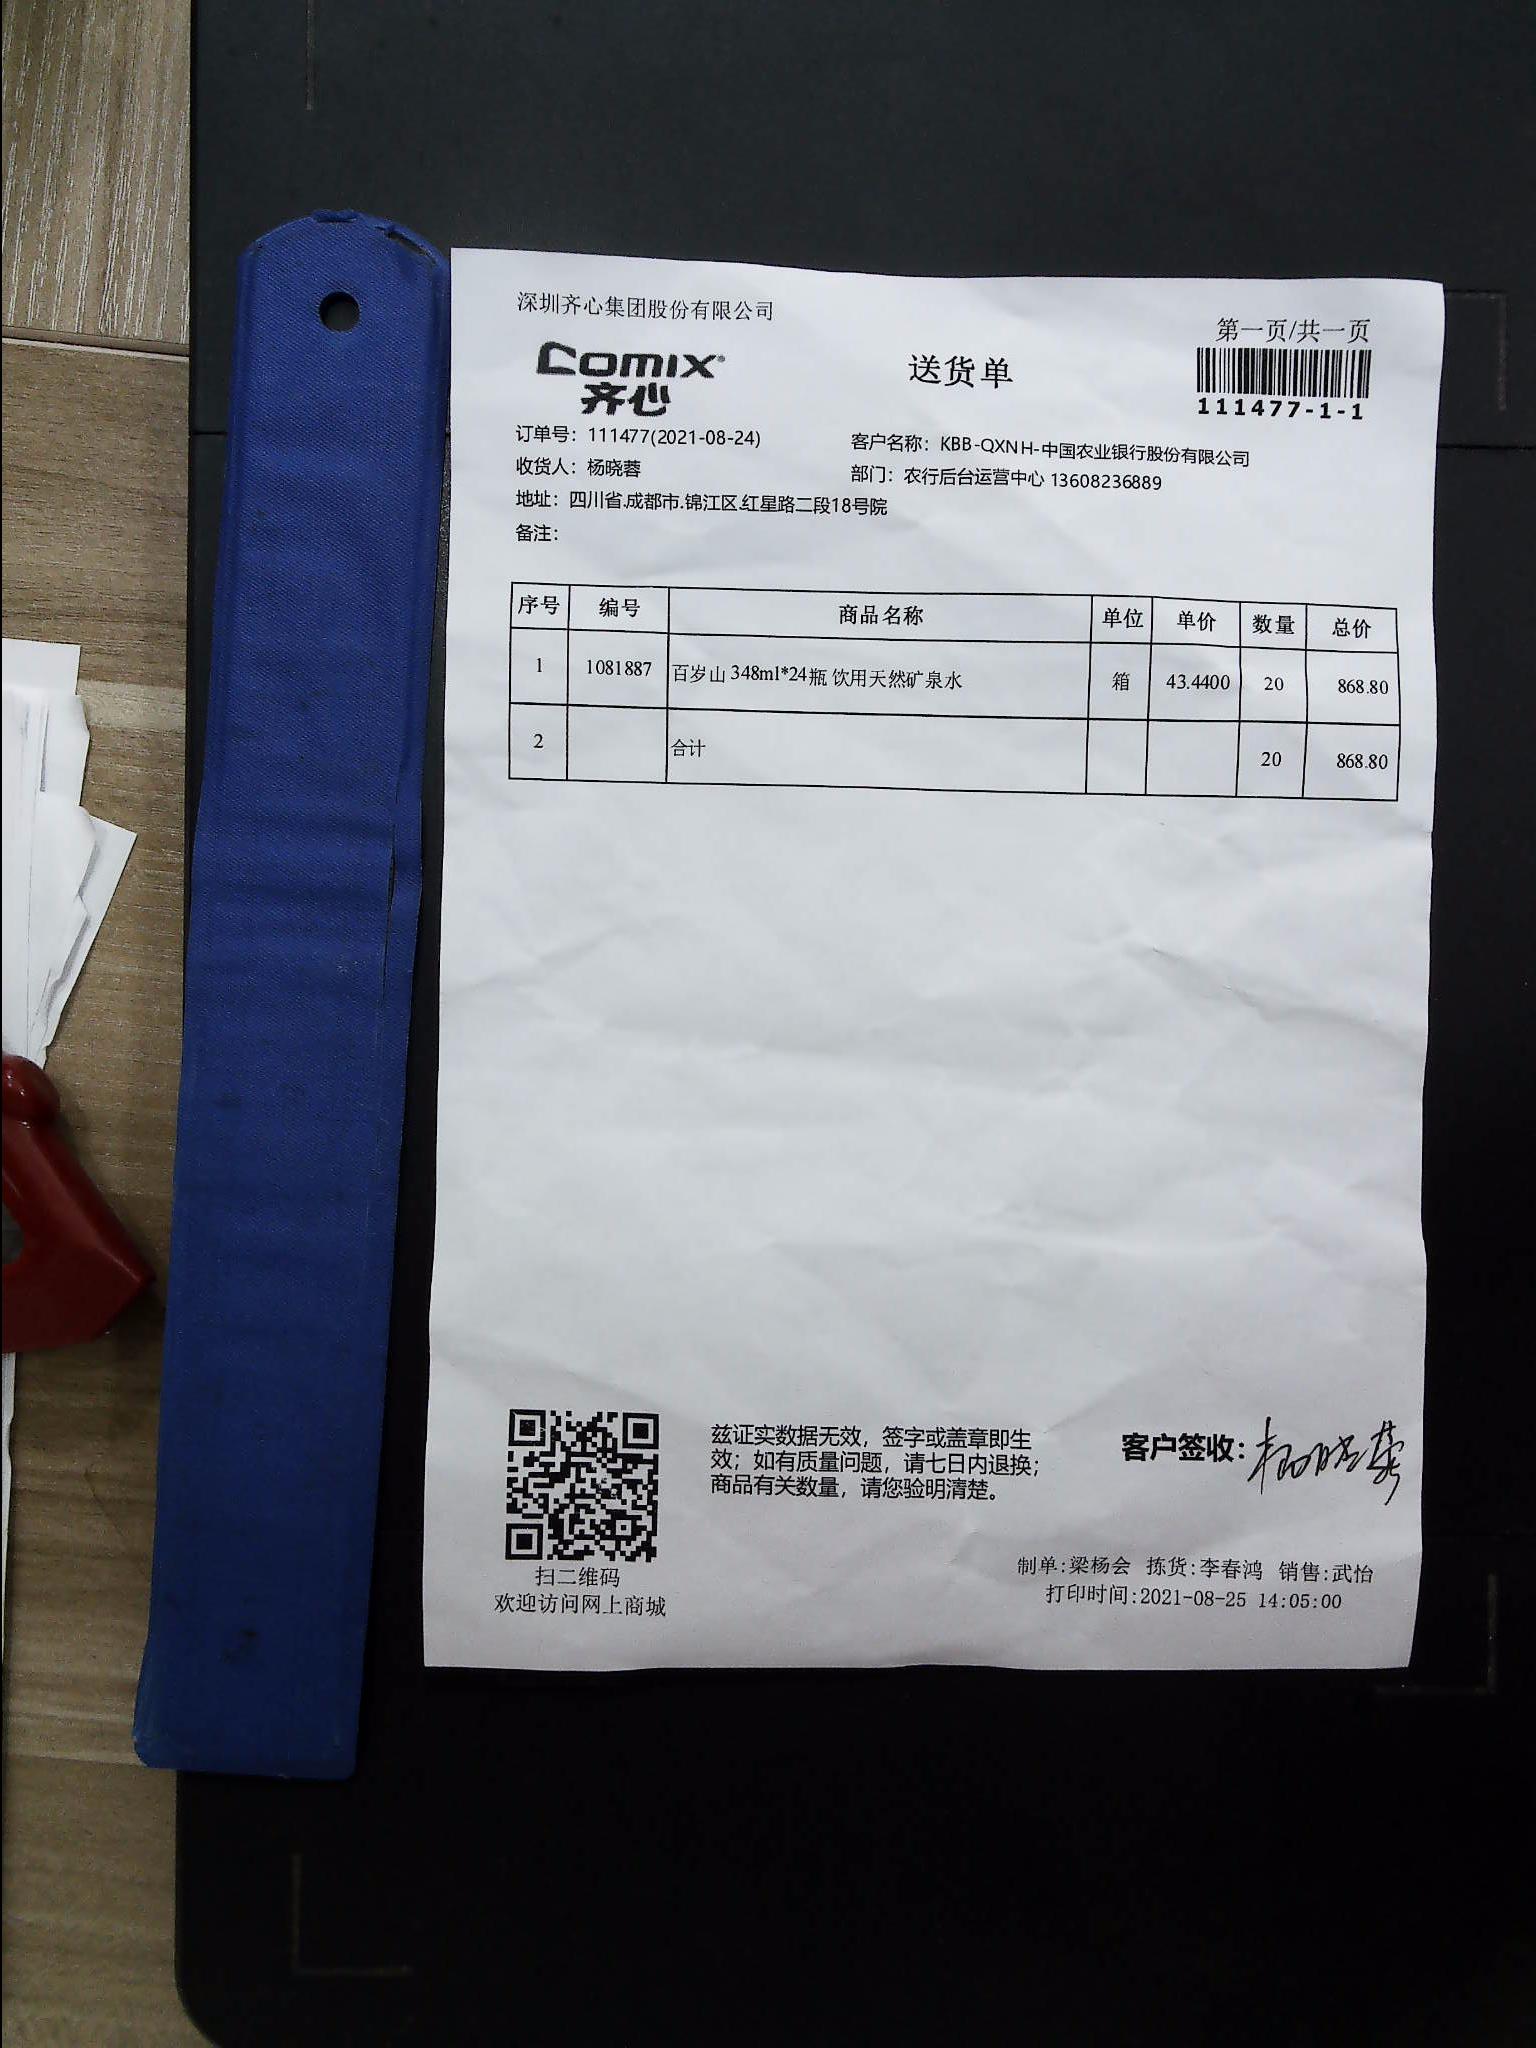 深圳齐心集团股份有限公司
第一页/共一页
COMIX
齐心
送货单
111477-1-1
订单号：111477(2021-08-24)
客户名称：KBB-QXNH-中国农业银行股份有限公司
收货人：杨晓蓉
部门：农行后台运营中心 13608236889
地址：四川省.成都市.锦江区.红星路二段18号院
备注：
序号 编号 商品名称 单位 单价 数量 总价
1 1081887 百岁山 348ml*24瓶 饮用天然矿泉水 箱 43.4400 20 868.80
2 合计 20 868.80
兹证实数据无效，签字或盖章即生
效；如有质量问题，请七日内退换；
商品有关数量，请您验明清楚。
客户签收：杨晓蓉
扫二维码
欢迎访问网上商城
制单:梁杨会 拣货:李春鸿 销售:武怡
打印时间:2021-08-25 14:05:00